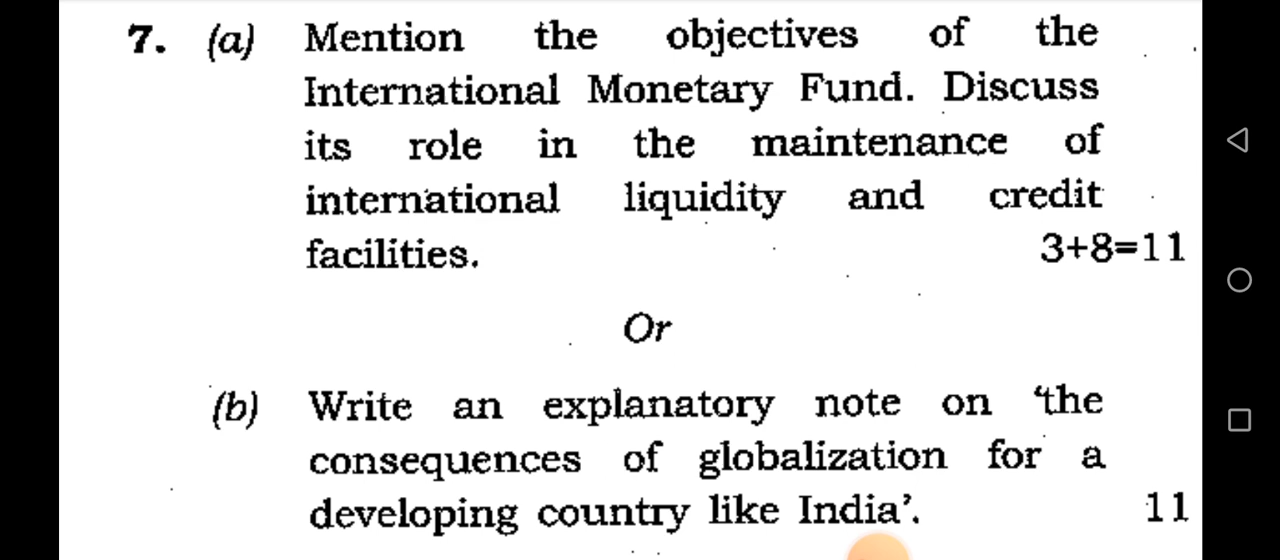 7. (a) Mention the objectives of the
International Monetary Fund. Discuss
its role in the maintenance of
international liquidity and credit
facilities. 3+8=11
Or
(b) Write an explanatory note on ‘the
consequences of globalization for a
developing country like India’. 11